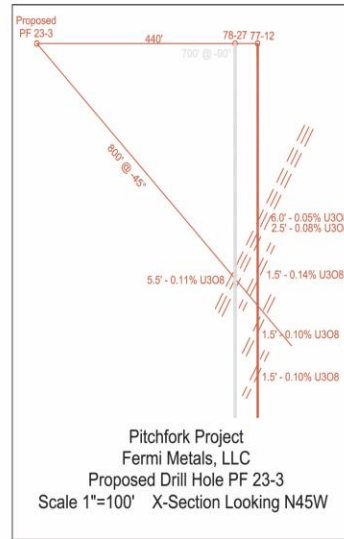 Proposed
PF 23-3
440'
78-27 77-12
700' @ -90°
800' @ -45°
6.0' - 0.05% U3O8
2.5' - 0.08% U3O8
5.5' - 0.11% U3O8
1.5' - 0.14% U3O8
1.5' - 0.10% U3O8
1.5' - 0.10% U3O8
Pitchfork Project
Fermi Metals, LLC
Proposed Drill Hole PF 23-3
Scale 1"=100' X-Section Looking N45W